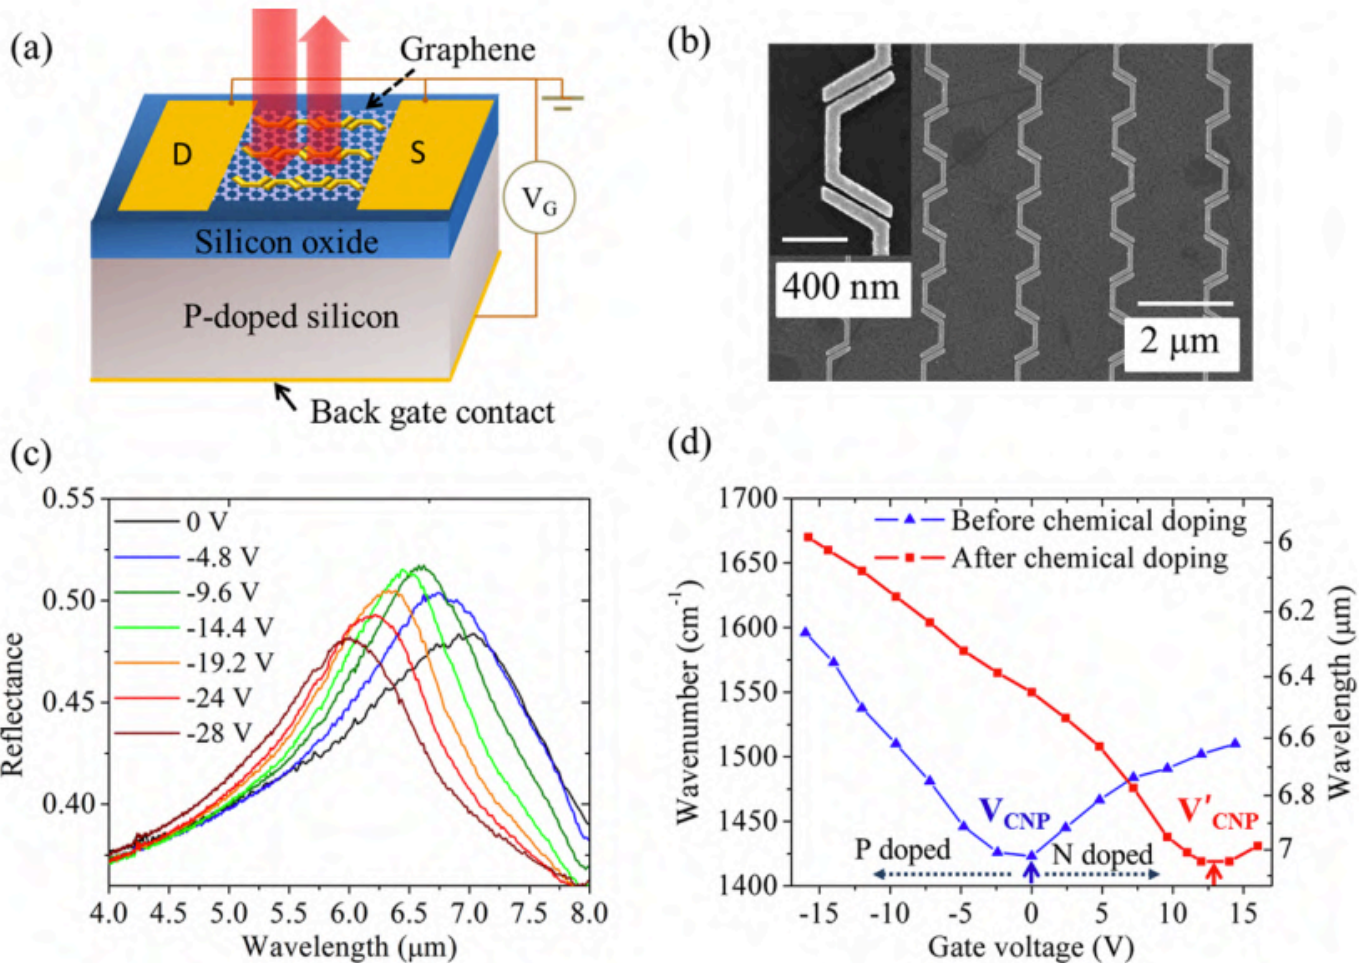 (a)
Graphene
D
S
V_G
Silicon oxide
P-doped silicon
Back gate contact
(b)
400 nm
2 μm
(c)
0.55
0.50
0.45
0.40
Reflectance
0 V
-4.8 V
-9.6 V
-14.4 V
-19.2 V
-24 V
-28 V
4.0 4.5 5.0 5.5 6.0 6.5 7.0 7.5 8.0
Wavelength (μm)
(d)
1700
1650
1600
1550
1500
1450
1400
Wavenumber (cm⁻¹)
Before chemical doping
After chemical doping
V_CNP
V'_CNP
P doped
N doped
6
6.2
6.4
6.6
6.8
7
Wavelength (μm)
-15 -10 -5 0 5 10 15
Gate voltage (V)